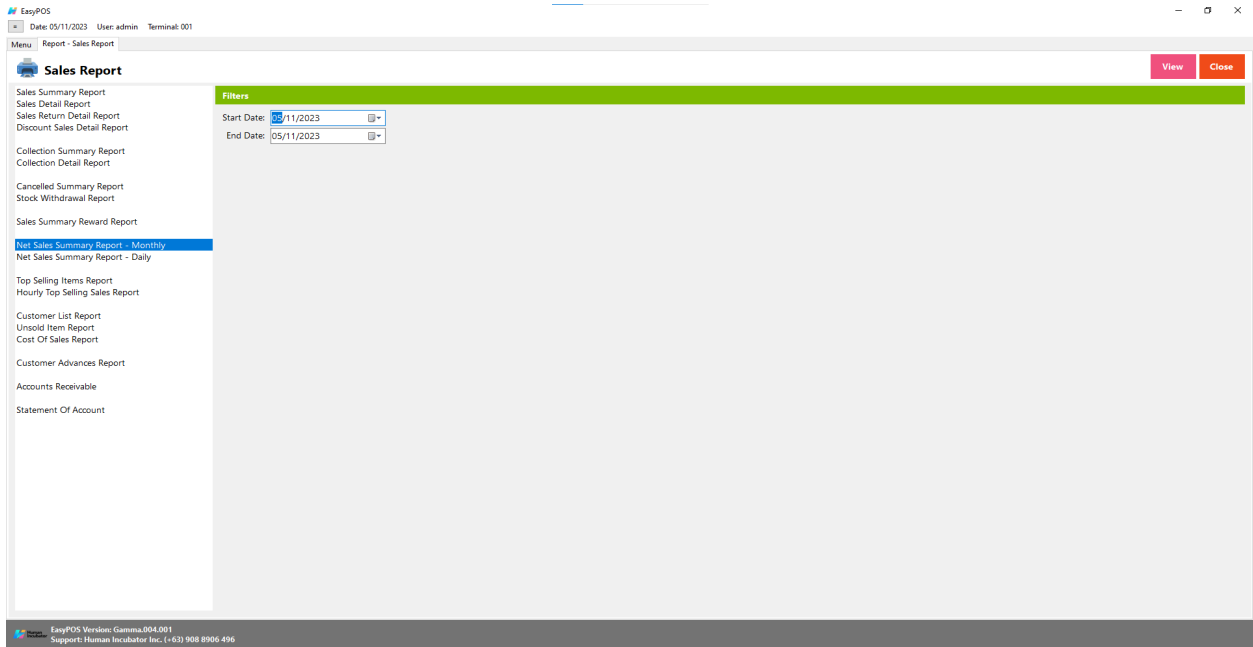 EasyPOS
Date: 05/11/2023 User: admin Terminal: 001
Menu Report - Sales Report
Sales Report
View Close
Sales Summary Report
Sales Detail Report
Sales Return Detail Report
Discount Sales Detail Report
Collection Summary Report
Collection Detail Report
Cancelled Summary Report
Stock Withdrawal Report
Sales Summary Reward Report
Net Sales Summary Report - Monthly
Net Sales Summary Report - Daily
Top Selling Items Report
Hourly Top Selling Sales Report
Customer List Report
Unsold Item Report
Cost Of Sales Report
Customer Advances Report
Accounts Receivable
Statement Of Account
Filters
Start Date: 05/11/2023
End Date: 05/11/2023
Human
Incubator
EasyPOS Version: Gamma.004.001
Support: Human Incubator Inc. (+63) 908 8906 496